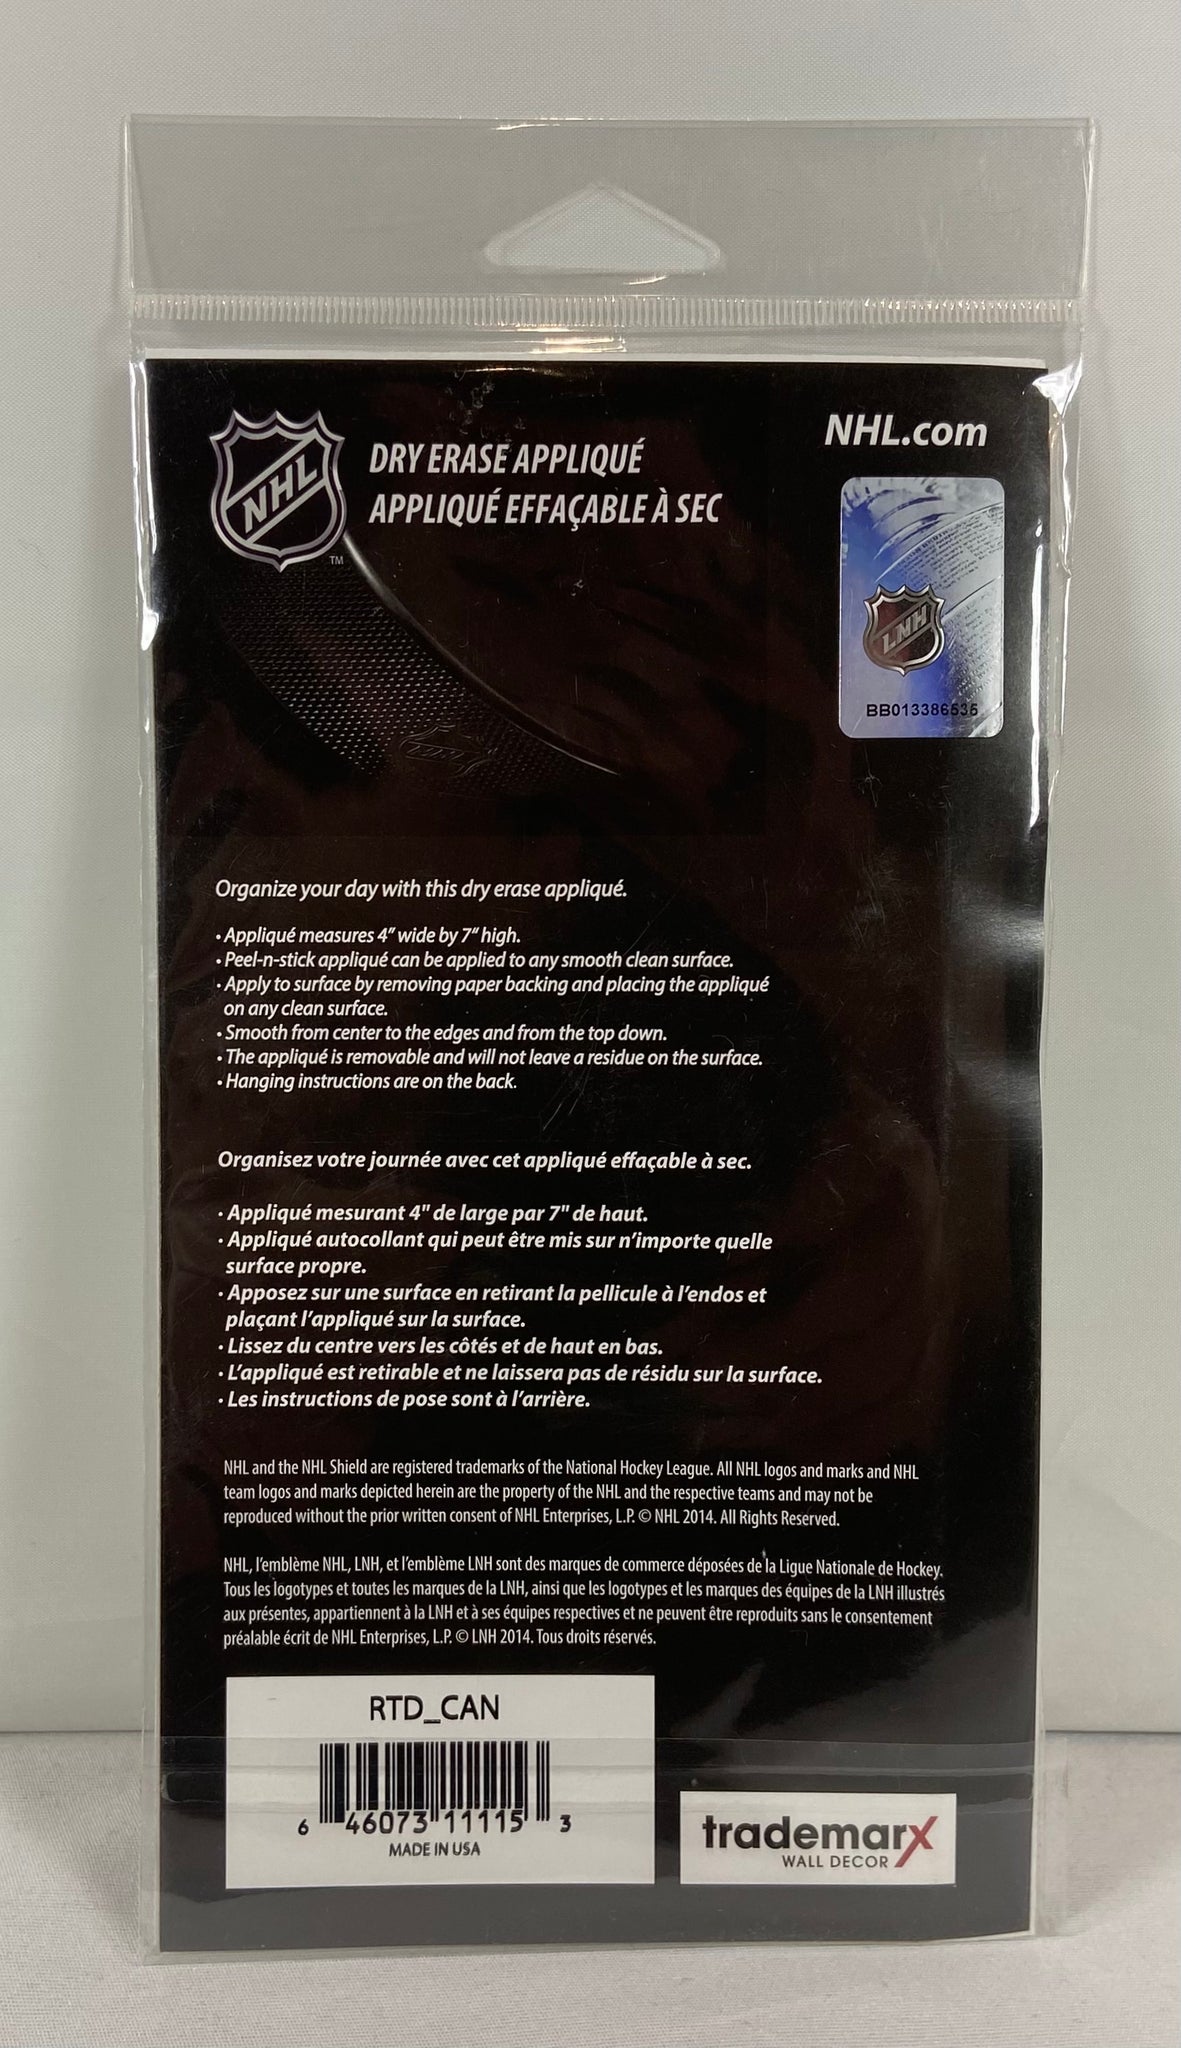 NHL
TM
DRY ERASE APPLIQUÉ
APPLIQUÉ EFFAÇABLE À SEC
NHL.com
LNH
BB013386535
Organize your day with this dry erase appliqué.
• Appliqué measures 4” wide by 7“ high.
• Peel-n-stick appliqué can be applied to any smooth clean surface.
• Apply to surface by removing paper backing and placing the appliqué
on any clean surface.
• Smooth from center to the edges and from the top down.
• The appliqué is removable and will not leave a residue on the surface.
• Hanging instructions are on the back.
Organisez votre journée avec cet appliqué effaçable à sec.
• Appliqué mesurant 4" de large par 7" de haut.
• Appliqué autocollant qui peut être mis sur n’importe quelle
surface propre.
• Apposez sur une surface en retirant la pellicule à l’endos et
plaçant l’appliqué sur la surface.
• Lissez du centre vers les côtés et de haut en bas.
• L’appliqué est retirable et ne laissera pas de résidu sur la surface.
• Les instructions de pose sont à l’arrière.
NHL and the NHL Shield are registered trademarks of the National Hockey League. All NHL logos and marks and NHL
team logos and marks depicted herein are the property of the NHL and the respective teams and may not be
reproduced without the prior written consent of NHL Enterprises, L.P. © NHL 2014. All Rights Reserved.
NHL, l’emblème NHL, LNH, et l’emblème LNH sont des marques de commerce déposées de la Ligue Nationale de Hockey.
Tous les logotypes et toutes les marques de la LNH, ainsi que les logotypes et les marques des équipes de la LNH illustrés
aux présentes, appartiennent à la LNH et à ses équipes respectives et ne peuvent être reproduits sans le consentement
préalable écrit de NHL Enterprises, L.P. © LNH 2014. Tous droits réservés.
RTD_CAN
6 46073 11115 3
MADE IN USA
trademarx
WALL DECOR